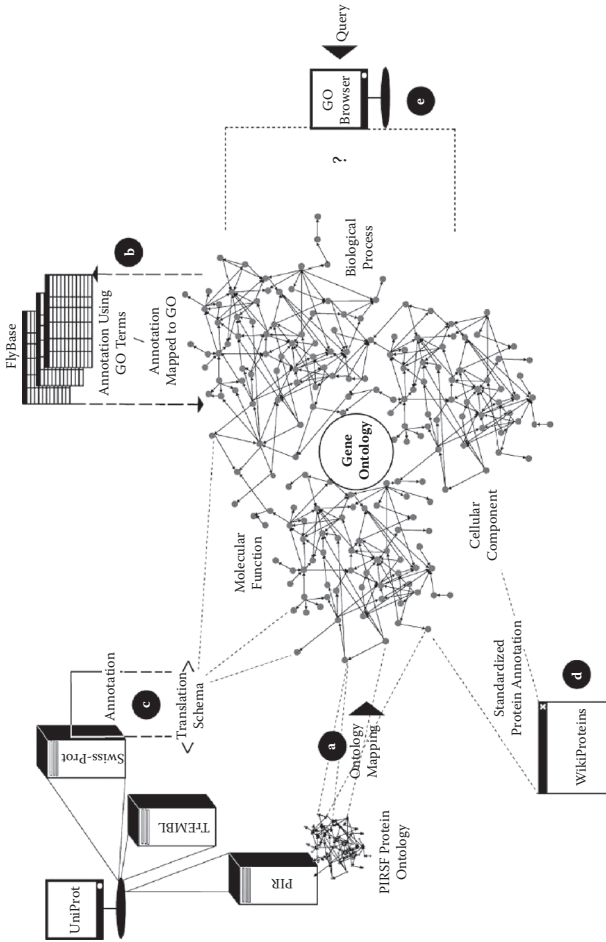 UniProt
Swiss-Prot
TrEMBL
PIR
Annotation
c
<Translation>
Schema
a
Ontology
Mapping
PIRSF Protein
Ontology
FlyBase
b
Annotation Using
GO Terms
/
Annotation
Mapped to GO
Molecular
Function
Gene
Ontology
Biological
Process
Cellular
Component
Standardized
Protein Annotation
d
WikiProteins
?
GO
Browser
e
Query